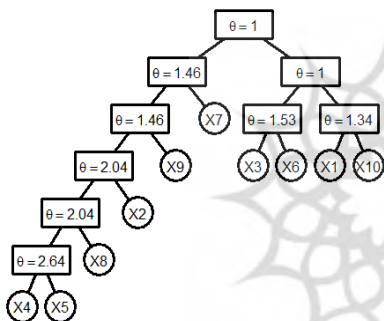 θ = 1
θ = 1.46
θ = 1
θ = 1.46
X7
θ = 1.53
θ = 1.34
θ = 2.04
X9
X3
X6
X1
X10
θ = 2.04
X2
θ = 2.64
X8
X4
X5